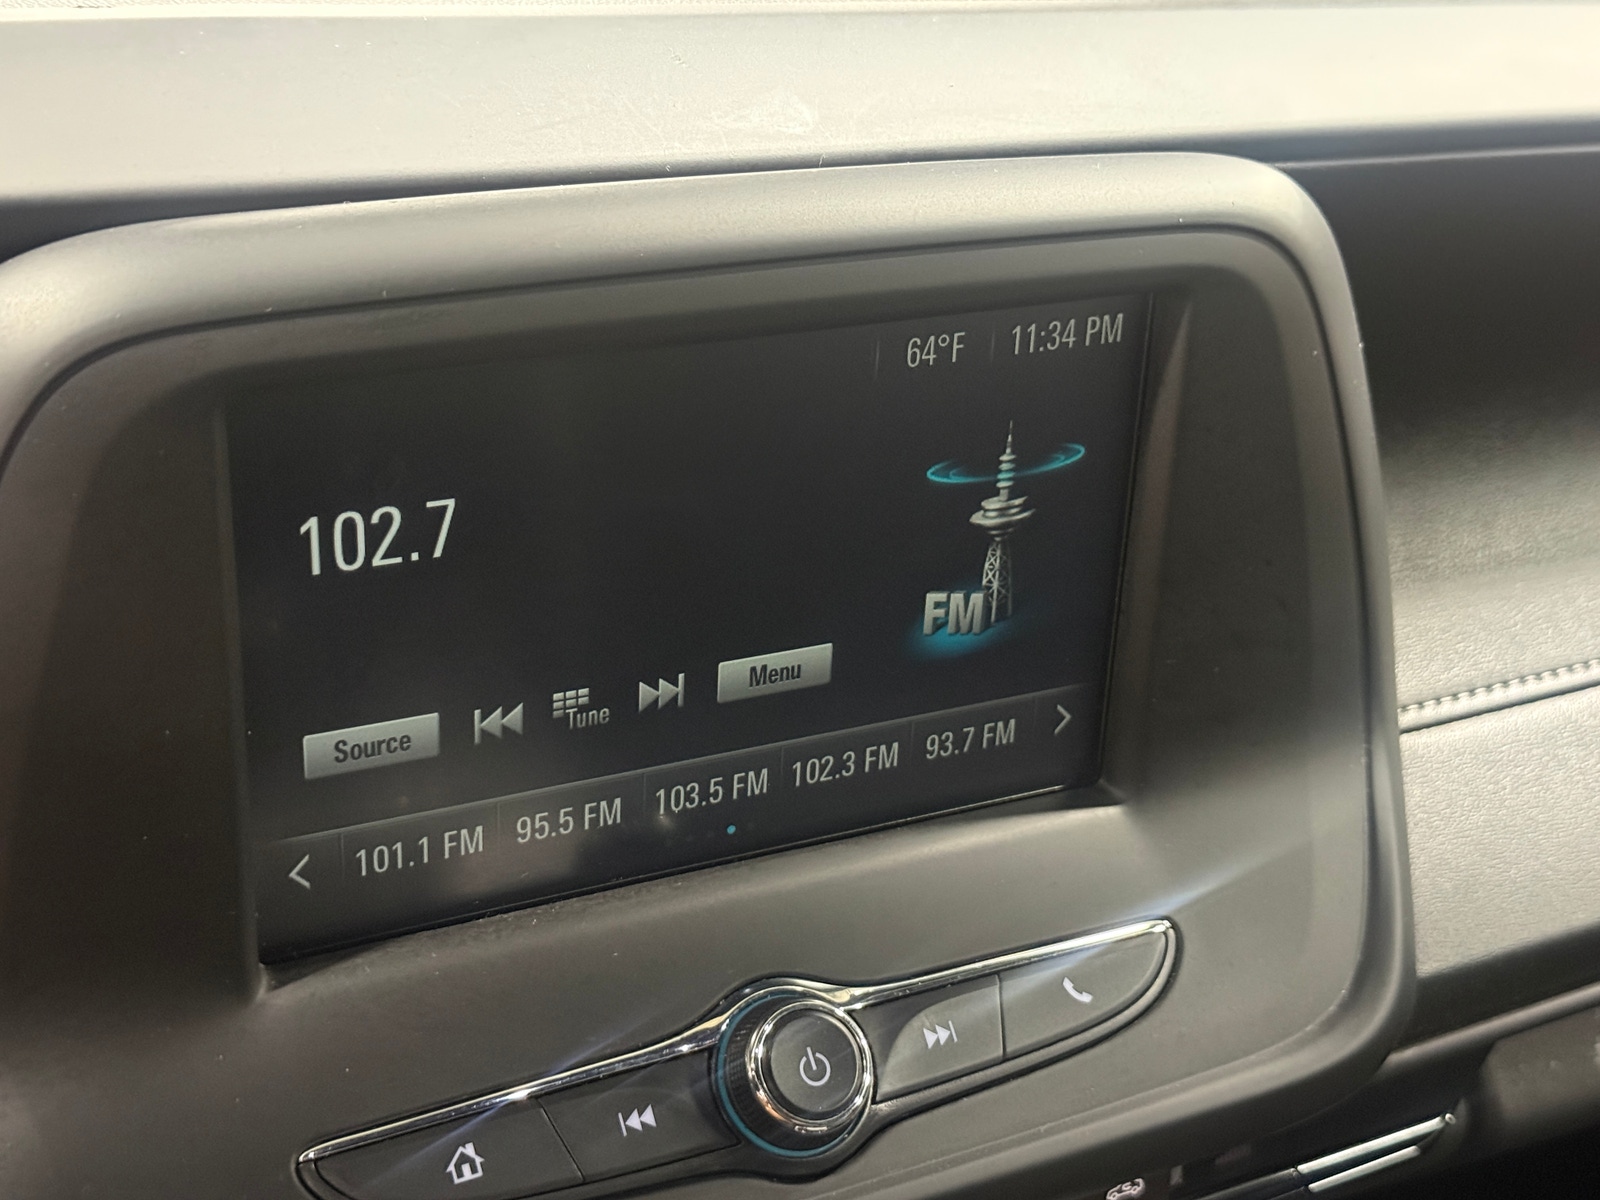 64°F 11:34 PM
102.7
FM
Source Tune Menu
101.1 FM 95.5 FM 103.5 FM 102.3 FM 93.7 FM